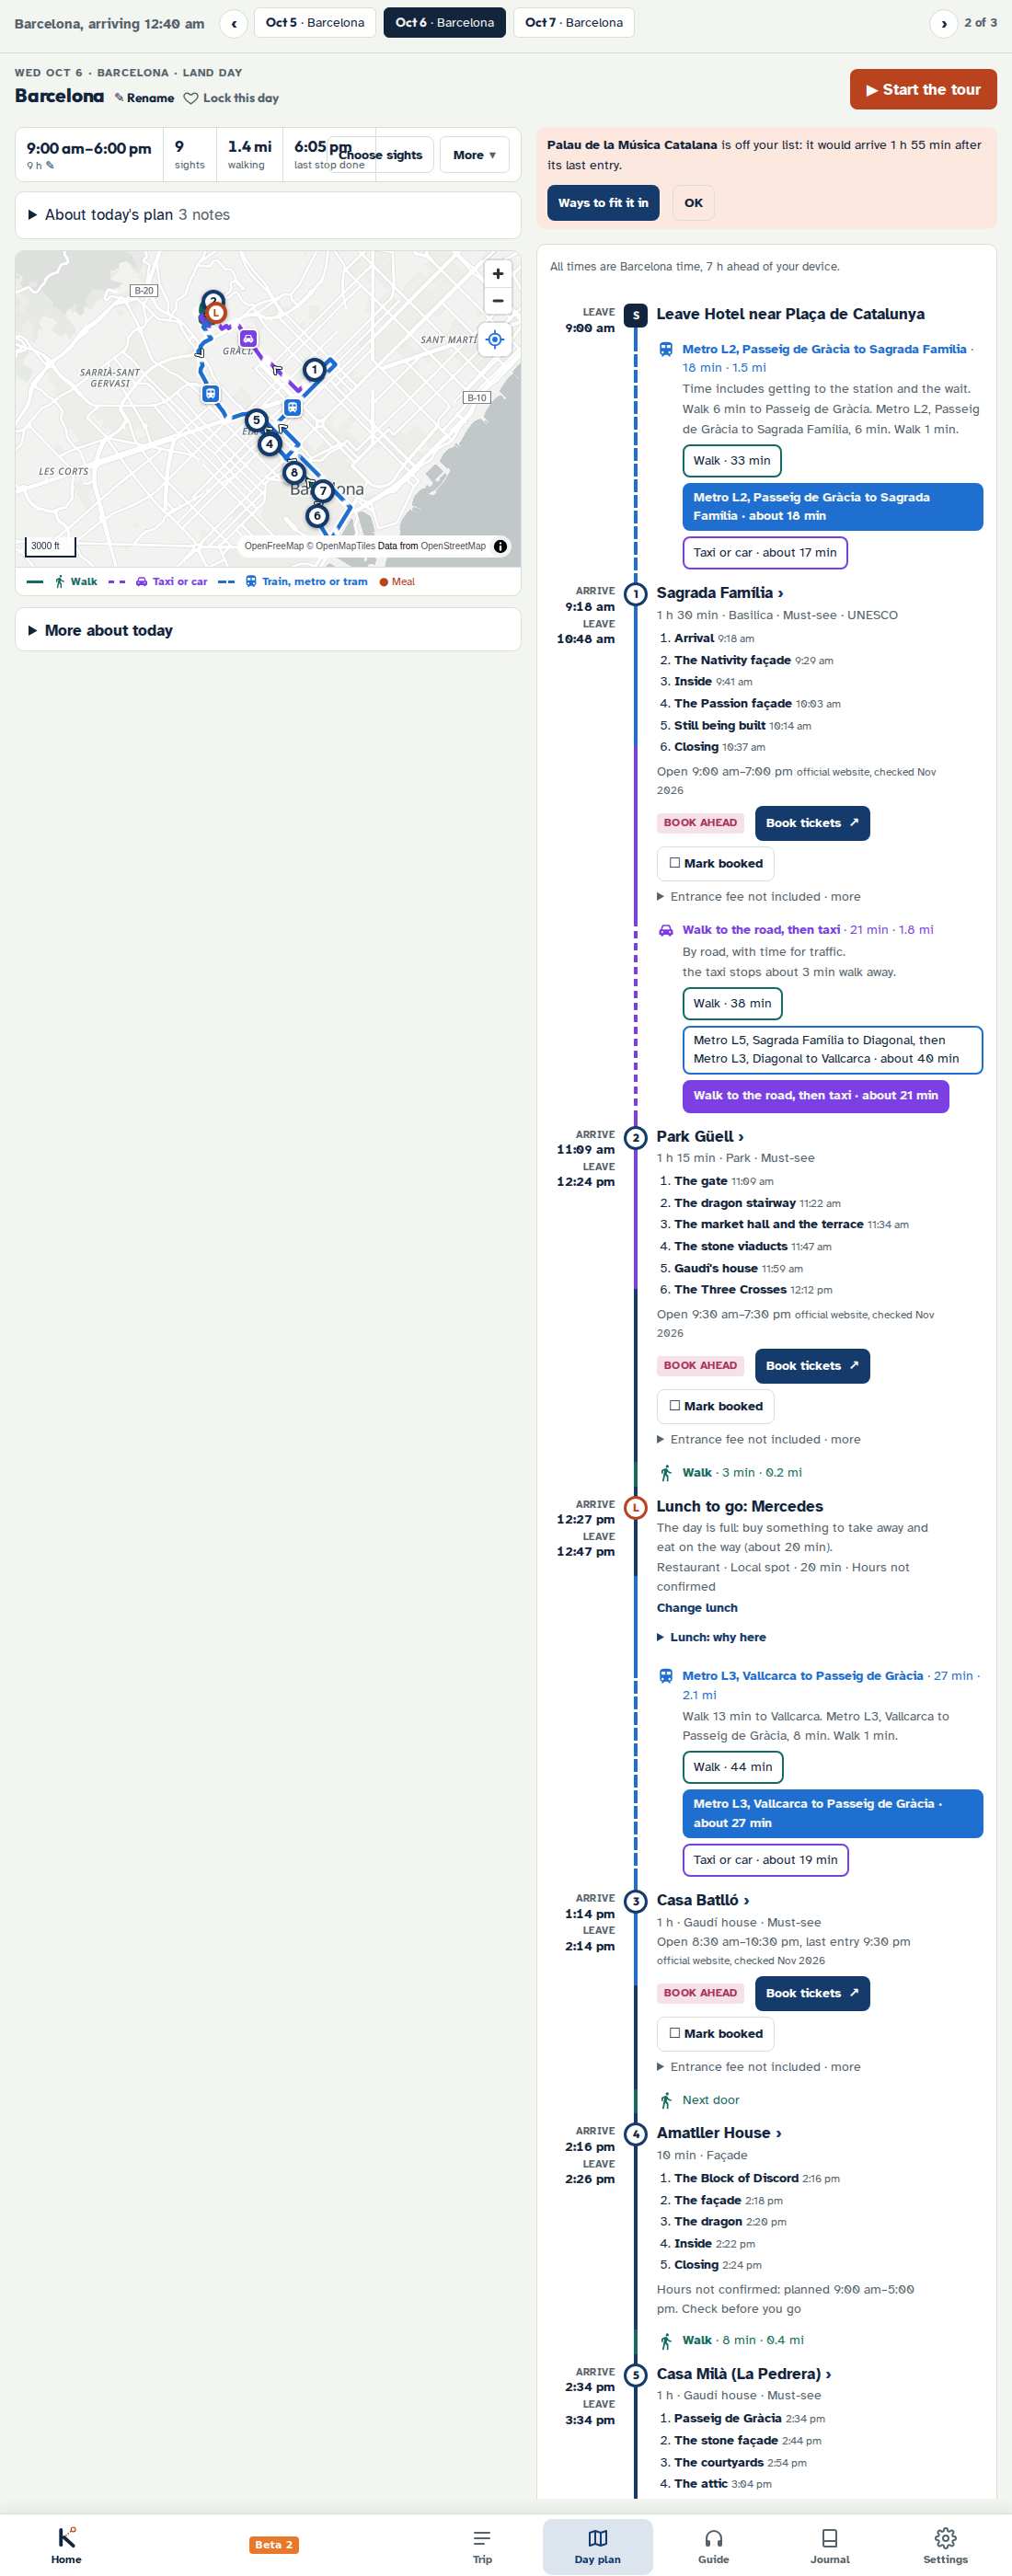 Barcelona, arriving 12:40 am
‹
Oct 5 · Barcelona
Oct 6 · Barcelona
Oct 7 · Barcelona
›
2 of 3
WED OCT 6 · BARCELONA · LAND DAY
Barcelona
✎ Rename
Lock this day
▶ Start the tour
9:00 am–6:00 pm
9 h ✎
9
sights
1.4 mi
walking
6:05 pm
last stop done
Choose sights
More ▾
▶ About today's plan 3 notes
B-20
SANT MARTÍ
GRÀCI
SARRIÀ-SANT
GERVASI
B-10
LES CORTS
2
L
1
5
4
8
7
6
+
−
3000 ft
OpenFreeMap © OpenMapTiles Data from OpenStreetMap
Walk
Taxi or car
Train, metro or tram
Meal
▶ More about today
Palau de la Música Catalana is off your list: it would arrive 1 h 55 min after
its last entry.
Ways to fit it in
OK
All times are Barcelona time, 7 h ahead of your device.
LEAVE
9:00 am
S
Leave Hotel near Plaça de Catalunya
Metro L2, Passeig de Gràcia to Sagrada Família ·
18 min · 1.5 mi
Time includes getting to the station and the wait.
Walk 6 min to Passeig de Gràcia. Metro L2, Passeig
de Gràcia to Sagrada Família, 6 min. Walk 1 min.
Walk · 33 min
Metro L2, Passeig de Gràcia to Sagrada
Família · about 18 min
Taxi or car · about 17 min
ARRIVE
9:18 am
LEAVE
10:48 am
1
Sagrada Família ›
1 h 30 min · Basilica · Must-see · UNESCO
1. Arrival 9:18 am
2. The Nativity façade 9:29 am
3. Inside 9:41 am
4. The Passion façade 10:03 am
5. Still being built 10:14 am
6. Closing 10:37 am
Open 9:00 am–7:00 pm official website, checked Nov
2026
BOOK AHEAD
Book tickets ↗
☐ Mark booked
▶ Entrance fee not included · more
Walk to the road, then taxi · 21 min · 1.8 mi
By road, with time for traffic.
the taxi stops about 3 min walk away.
Walk · 38 min
Metro L5, Sagrada Família to Diagonal, then
Metro L3, Diagonal to Vallcarca · about 40 min
Walk to the road, then taxi · about 21 min
ARRIVE
11:09 am
LEAVE
12:24 pm
2
Park Güell ›
1 h 15 min · Park · Must-see
1. The gate 11:09 am
2. The dragon stairway 11:22 am
3. The market hall and the terrace 11:34 am
4. The stone viaducts 11:47 am
5. Gaudí's house 11:59 am
6. The Three Crosses 12:12 pm
Open 9:30 am–7:30 pm official website, checked Nov
2026
BOOK AHEAD
Book tickets ↗
☐ Mark booked
▶ Entrance fee not included · more
Walk · 3 min · 0.2 mi
ARRIVE
12:27 pm
LEAVE
12:47 pm
L
Lunch to go: Mercedes
The day is full: buy something to take away and
eat on the way (about 20 min).
Restaurant · Local spot · 20 min · Hours not
confirmed
Change lunch
▶ Lunch: why here
Metro L3, Vallcarca to Passeig de Gràcia · 27 min ·
2.1 mi
Walk 13 min to Vallcarca. Metro L3, Vallcarca to
Passeig de Gràcia, 8 min. Walk 1 min.
Walk · 44 min
Metro L3, Vallcarca to Passeig de Gràcia ·
about 27 min
Taxi or car · about 19 min
ARRIVE
1:14 pm
LEAVE
2:14 pm
3
Casa Batlló ›
1 h · Gaudí house · Must-see
Open 8:30 am–10:30 pm, last entry 9:30 pm
official website, checked Nov 2026
BOOK AHEAD
Book tickets ↗
☐ Mark booked
▶ Entrance fee not included · more
Next door
ARRIVE
2:16 pm
LEAVE
2:26 pm
4
Amatller House ›
10 min · Façade
1. The Block of Discord 2:16 pm
2. The façade 2:18 pm
3. The dragon 2:20 pm
4. Inside 2:22 pm
5. Closing 2:24 pm
Hours not confirmed: planned 9:00 am–5:00
pm. Check before you go
Walk · 8 min · 0.4 mi
ARRIVE
2:34 pm
LEAVE
3:34 pm
5
Casa Milà (La Pedrera) ›
1 h · Gaudí house · Must-see
1. Passeig de Gràcia 2:34 pm
2. The stone façade 2:44 pm
3. The courtyards 2:54 pm
4. The attic 3:04 pm
Home
Beta 2
Trip
Day plan
Guide
Journal
Settings